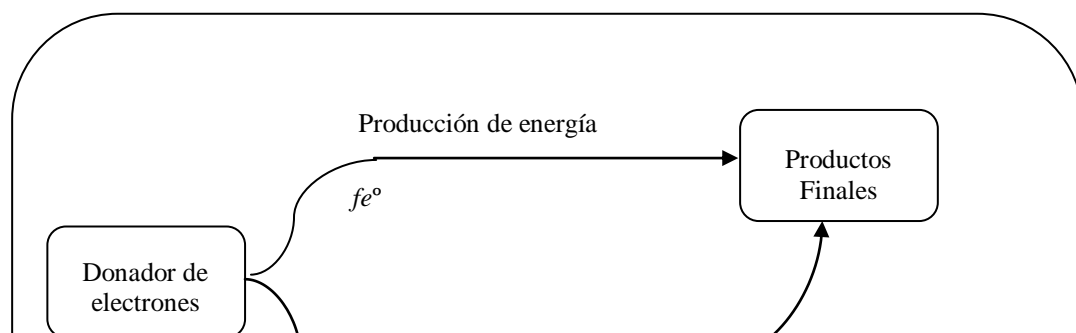 Producción de energía
Productos
Finales
feº
Donador de
electrones